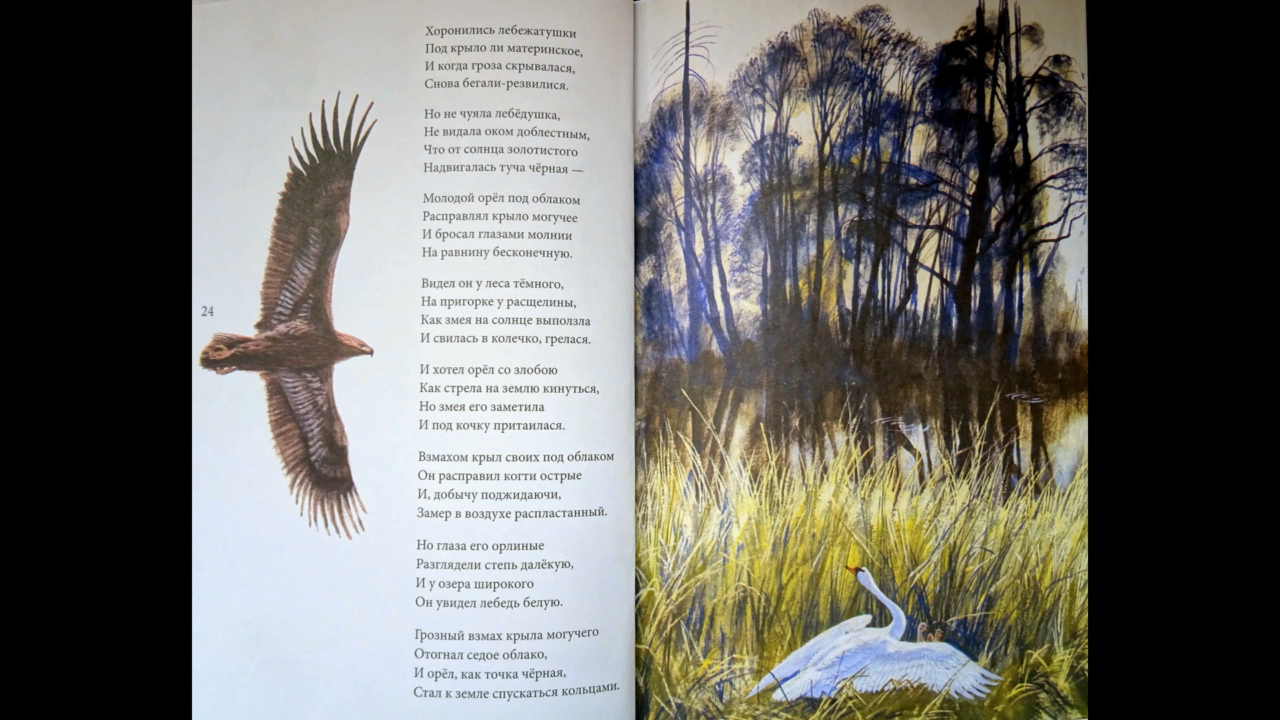 Хоронились лебежатушки
Под крыло ли материнское,
И когда гроза скрывалася,
Снова бегали-резвилися.
Но не чуяла лебёдушка,
Не видала оком доблестным,
Что от солнца золотистого
Надвигалась туча чёрная —
Молодой орёл под облаком
Расправлял крыло могучее
И бросал глазами молнии
На равнину бесконечную.
Видел он у леса тёмного,
На пригорке у расщелины,
Как змея на солнце выползла
И свилась в колечко, грелася.
И хотел орёл со злобою
Как стрела на землю кинуться,
Но змея его заметила
И под кочку притаилася.
Взмахом крыл своих под облаком
Он расправил когти острые
И, добычу поджидаючи,
Замер в воздухе распластанный.
Но глаза его орлиные
Разглядели степь далёкую,
И у озера широкого
Он увидел лебедь белую.
Грозный взмах крыла могучего
Отогнал седое облако,
И орёл, как точка чёрная,
Стал к земле спускаться кольцами.
24